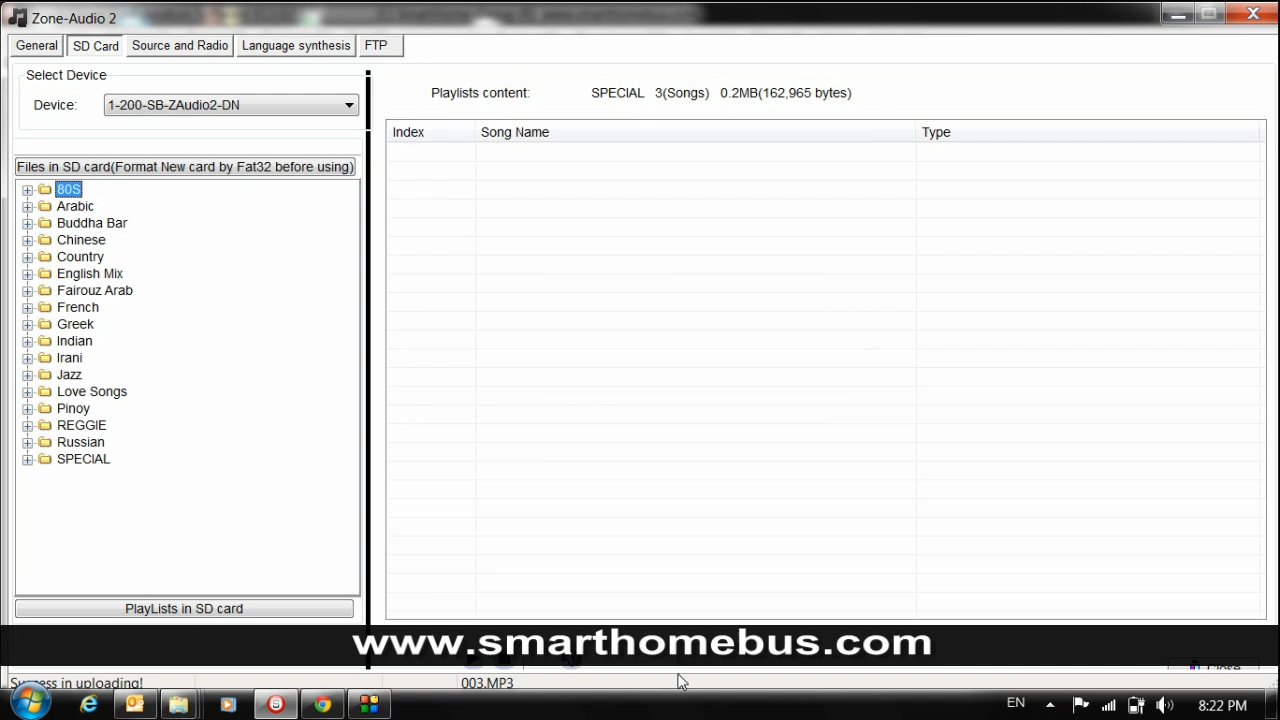 Zone-Audio 2
General SD Card Source and Radio Language synthesis FTP
Select Device
Device: 1-200-SB-ZAudio2-DN
Playlists content: SPECIAL 3(Songs) 0.2MB(162,965 bytes)
Index Song Name Type
Files in SD card(Format New card by Fat32 before using)
80S
Arabic
Buddha Bar
Chinese
Country
English Mix
Fairouz Arab
French
Greek
Indian
Irani
Jazz
Love Songs
Pinoy
REGGIE
Russian
SPECIAL
PlayLists in SD card
www.smarthomebus.com
Close
Success in uploading! 003.MP3
EN 8:22 PM